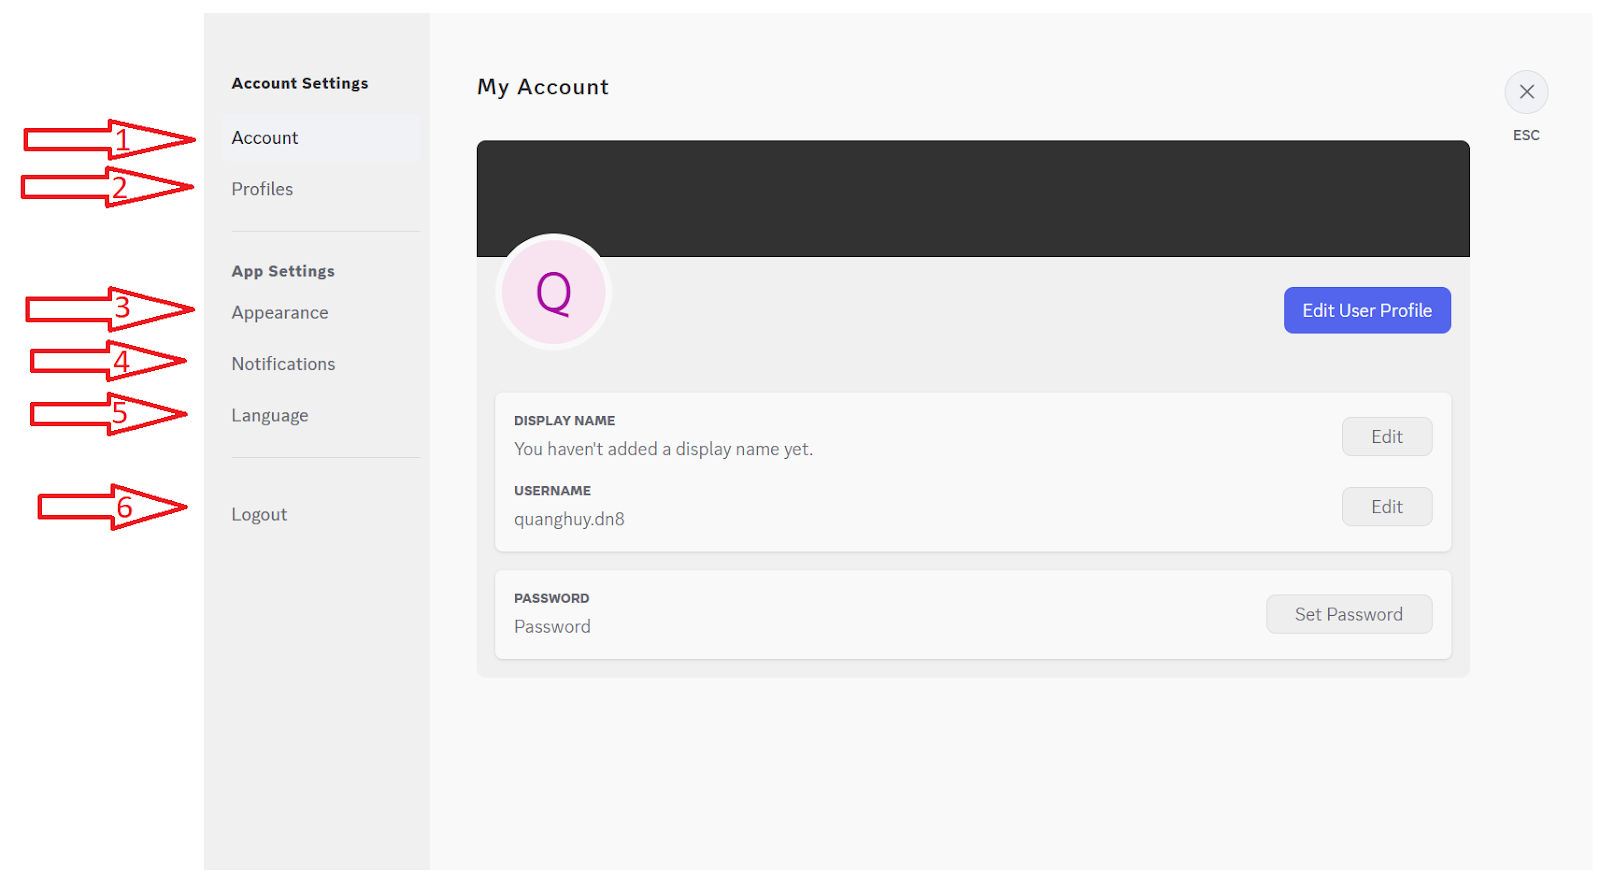 Account Settings
1
Account
2
Profiles
App Settings
3
Appearance
4
Notifications
5
Language
6
Logout
My Account
ESC
Q
Edit User Profile
DISPLAY NAME
You haven't added a display name yet.
Edit
USERNAME
quanghuy.dn8
Edit
PASSWORD
Password
Set Password